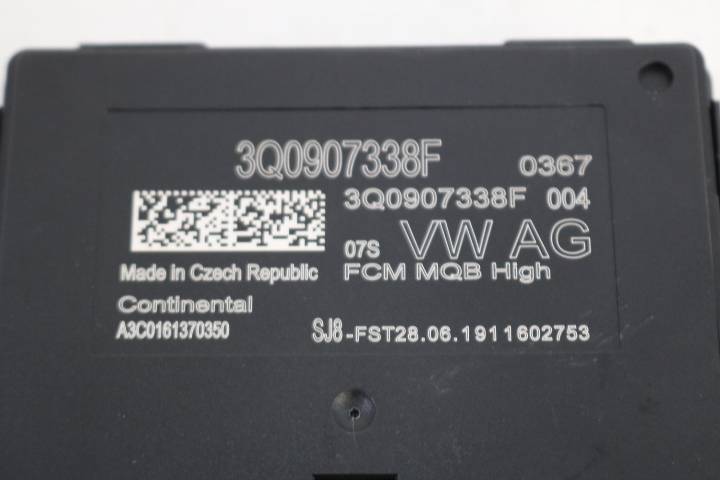 3Q0907338F 0367
3Q0907338F 004
07S VW AG
Made in Czech Republic FCM MQB High
Continental
A3C0161370350 SJ8-FST28.06.1911602753